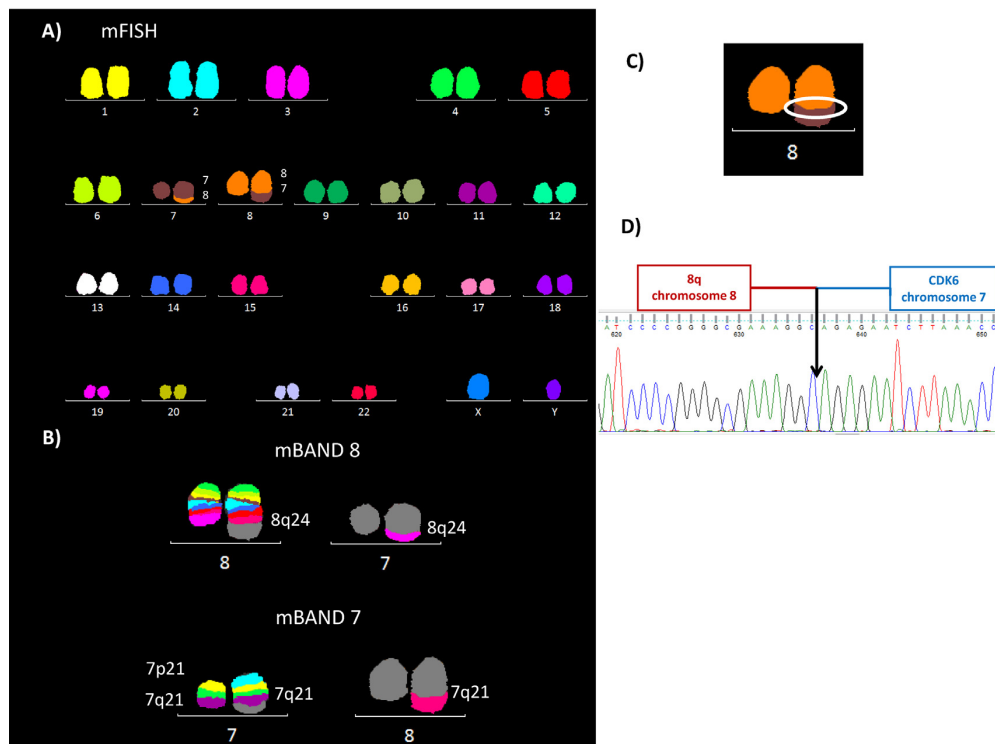 A) mFISH
1 2 3 4 5
7 8
8 7
6 7 8 9 10 11 12
13 14 15 16 17 18
19 20 21 22 X Y
B)
mBAND 8
8q24 8q24
8 7
mBAND 7
7p21
7q21 7q21 7q21
7 8
C)
8
D)
8q
chromosome 8
CDK6
chromosome 7
A T C C C C G G G G C G A A A G G C A G A G A A T C T T A A A C
620 630 640 650